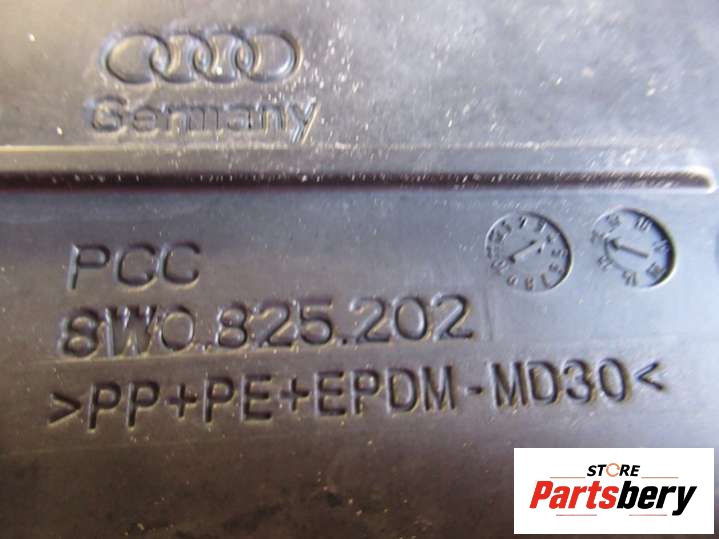 Germany
PCC
8W0.825.202
>PP+PE+EPDM-MD30<
STORE
Partsbery